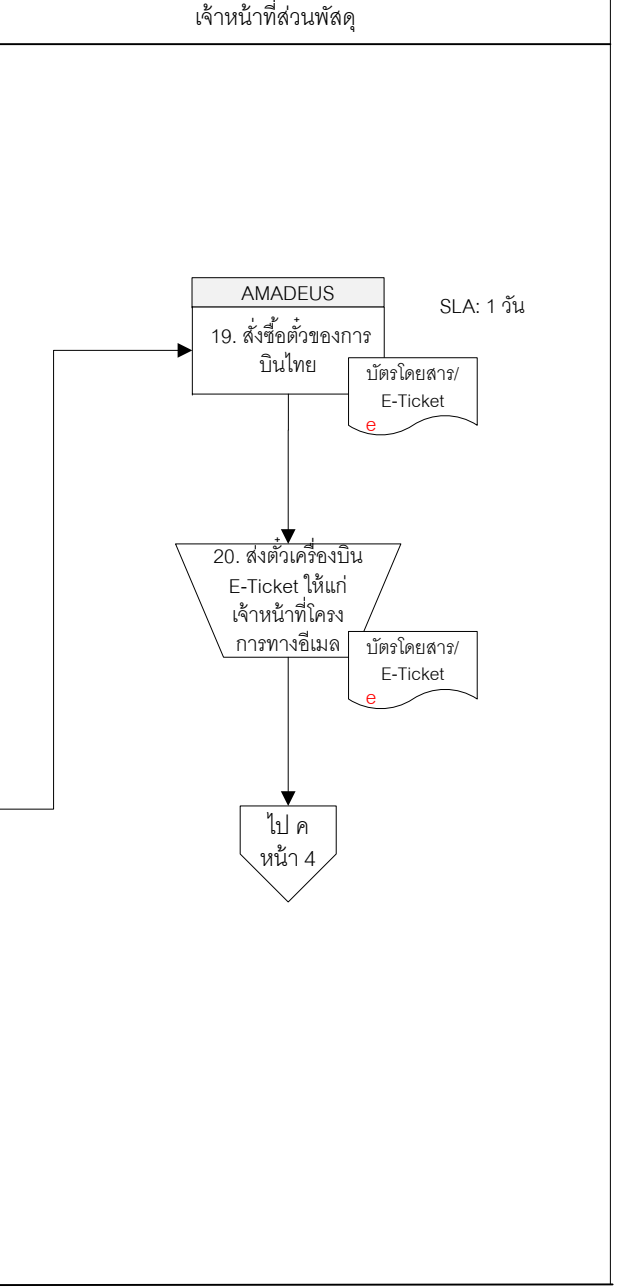 เจ้าหน้าที่ส่วนพัสดุ
AMADEUS
SLA: 1 วัน
19. สั่งซื้อตั๋วของการ
บินไทย
บัตรโดยสาร/
E-Ticket
e
20. ส่งตั๋วเครื่องบิน
E-Ticket ให้แก่
เจ้าหน้าที่โครง
การทางอีเมล
บัตรโดยสาร/
E-Ticket
e
ไป ค
หน้า 4